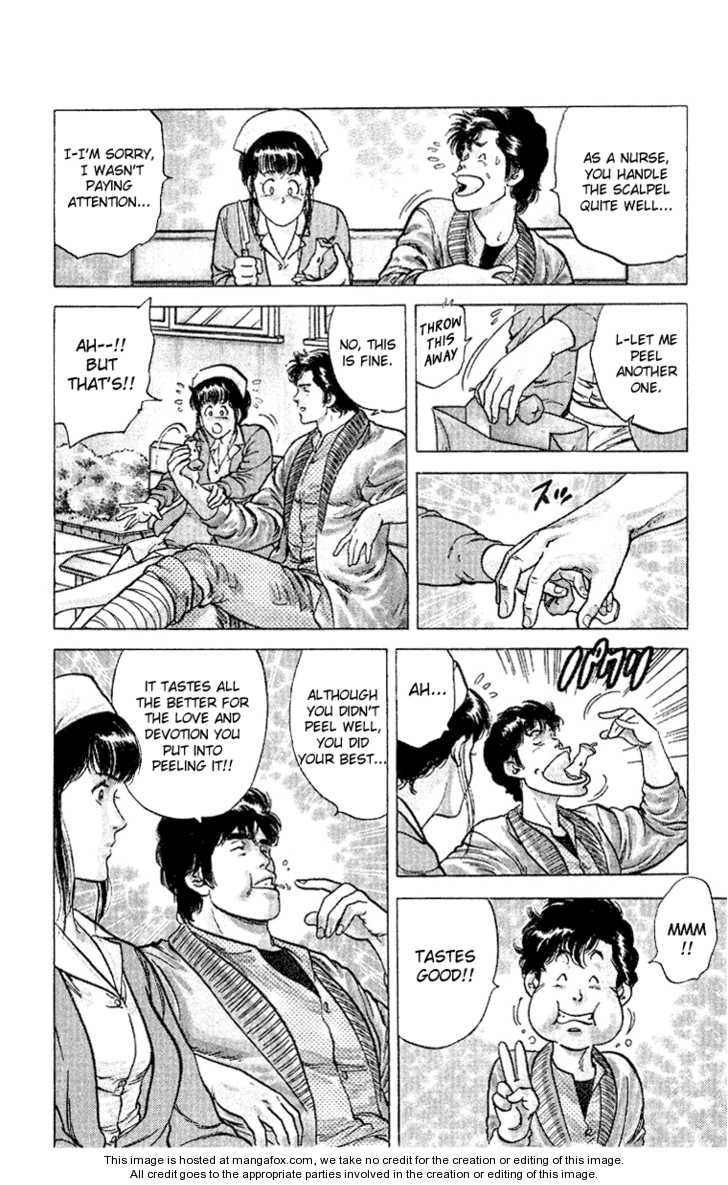 AS A NURSE,
YOU HANDLE
THE SCALPEL
QUITE WELL...
I-I'M SORRY,
I WASN'T
PAYING
ATTENTION...
L-LET ME
PEEL
ANOTHER
ONE.
THROW
THIS
AWAY
ズッ
NO, THIS
IS FINE.
AH--!!
BUT
THAT'S!!
AH...
ALTHOUGH
YOU DIDN'T
PEEL WELL,
YOU DID
YOUR BEST...
IT TASTES ALL
THE BETTER FOR
THE LOVE AND
DEVOTION YOU
PUT INTO
PEELING IT!!
MMM
!!
TASTES
GOOD!!
This image is hosted at mangafox.com, we take no credit for the creation or editing of this image.
All credit goes to the appropriate parties involved in the creation or editing of this image.